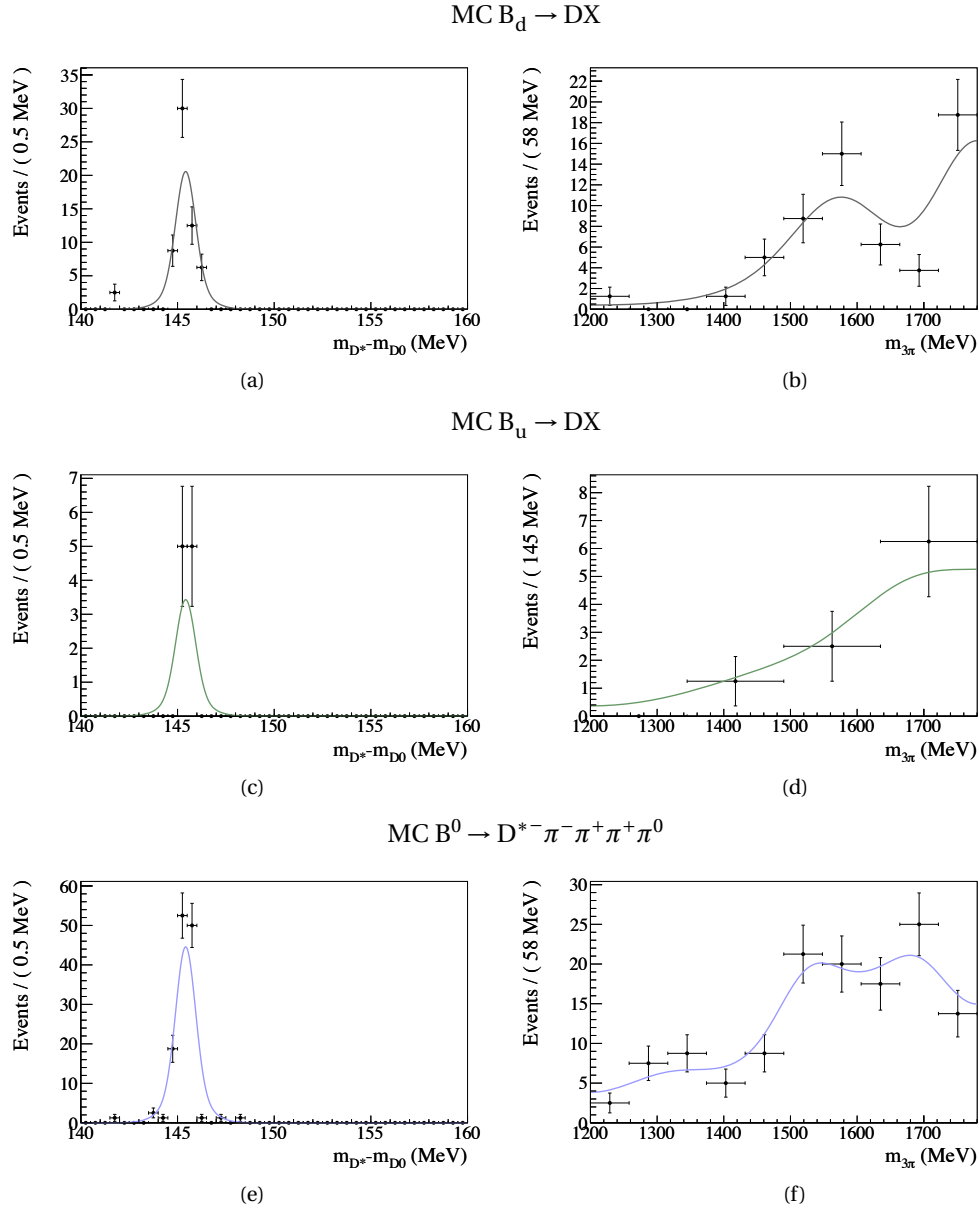 MC B_d → DX
Events / ( 0.5 MeV )
35
30
25
20
15
10
5
0
140 145 150 155 160
m_D*-m_D0 (MeV)
(a)
Events / ( 58 MeV )
22
20
18
16
14
12
10
8
6
4
2
0
1200 1300 1400 1500 1600 1700
m_3π (MeV)
(b)
MC B_u → DX
Events / ( 0.5 MeV )
7
6
5
4
3
2
1
0
140 145 150 155 160
m_D*-m_D0 (MeV)
(c)
Events / ( 145 MeV )
8
7
6
5
4
3
2
1
0
1200 1300 1400 1500 1600 1700
m_3π (MeV)
(d)
MC B⁰ → D*⁻π⁻π⁺π⁺π⁰
Events / ( 0.5 MeV )
60
50
40
30
20
10
0
140 145 150 155 160
m_D*-m_D0 (MeV)
(e)
Events / ( 58 MeV )
30
25
20
15
10
5
0
1200 1300 1400 1500 1600 1700
m_3π (MeV)
(f)